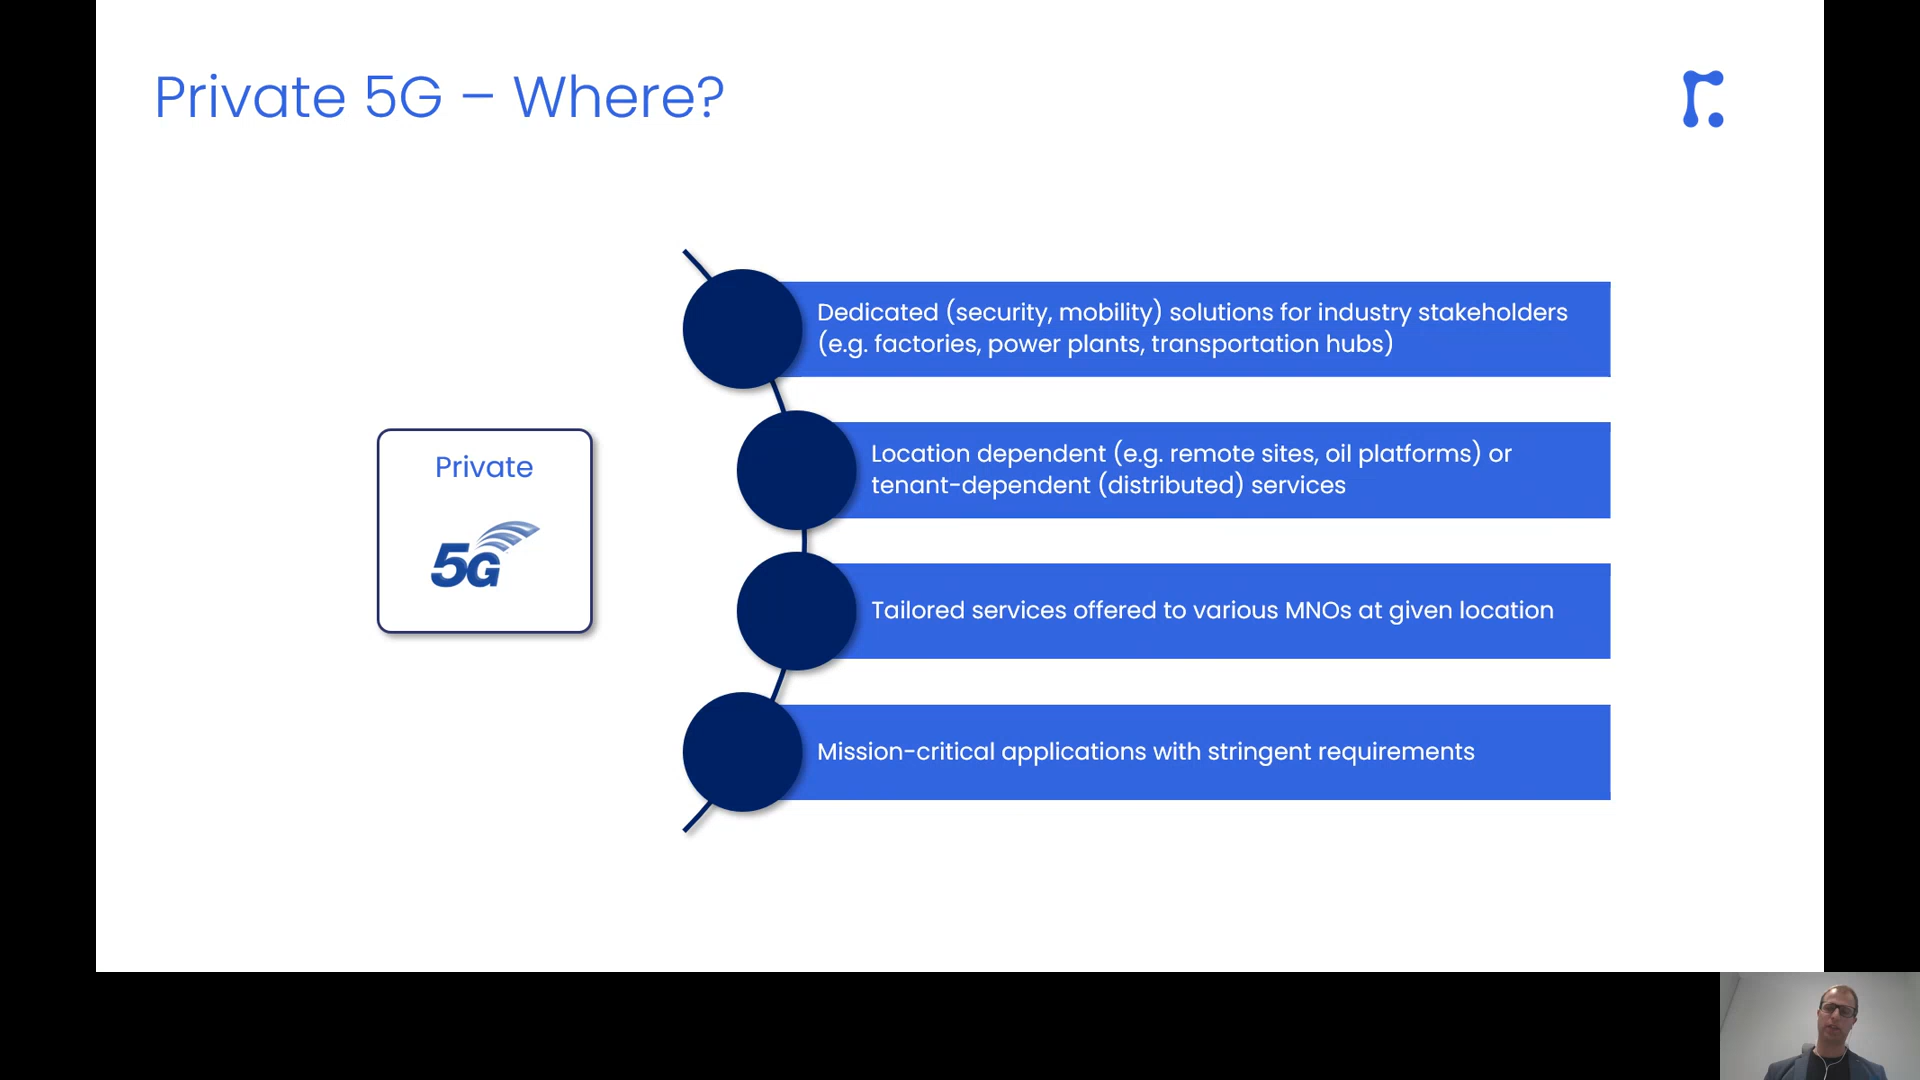 Private 5G – Where?
Dedicated (security, mobility) solutions for industry stakeholders
(e.g. factories, power plants, transportation hubs)
Location dependent (e.g. remote sites, oil platforms) or
tenant-dependent (distributed) services
Private
5G
Tailored services offered to various MNOs at given location
Mission-critical applications with stringent requirements